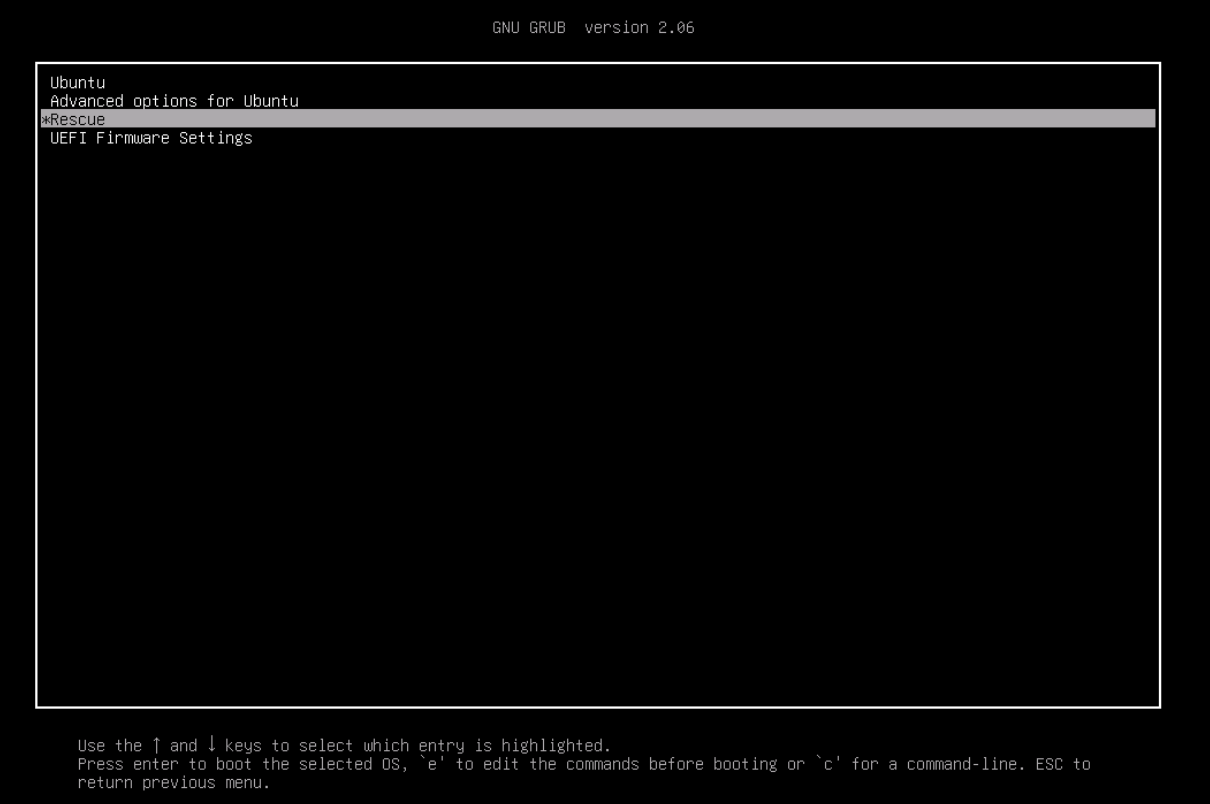 GNU GRUB  version 2.06
Ubuntu
Advanced options for Ubuntu
*Rescue
UEFI Firmware Settings
Use the ↑ and ↓ keys to select which entry is highlighted.
Press enter to boot the selected OS, `e' to edit the commands before booting or `c' for a command-line. ESC to
return previous menu.